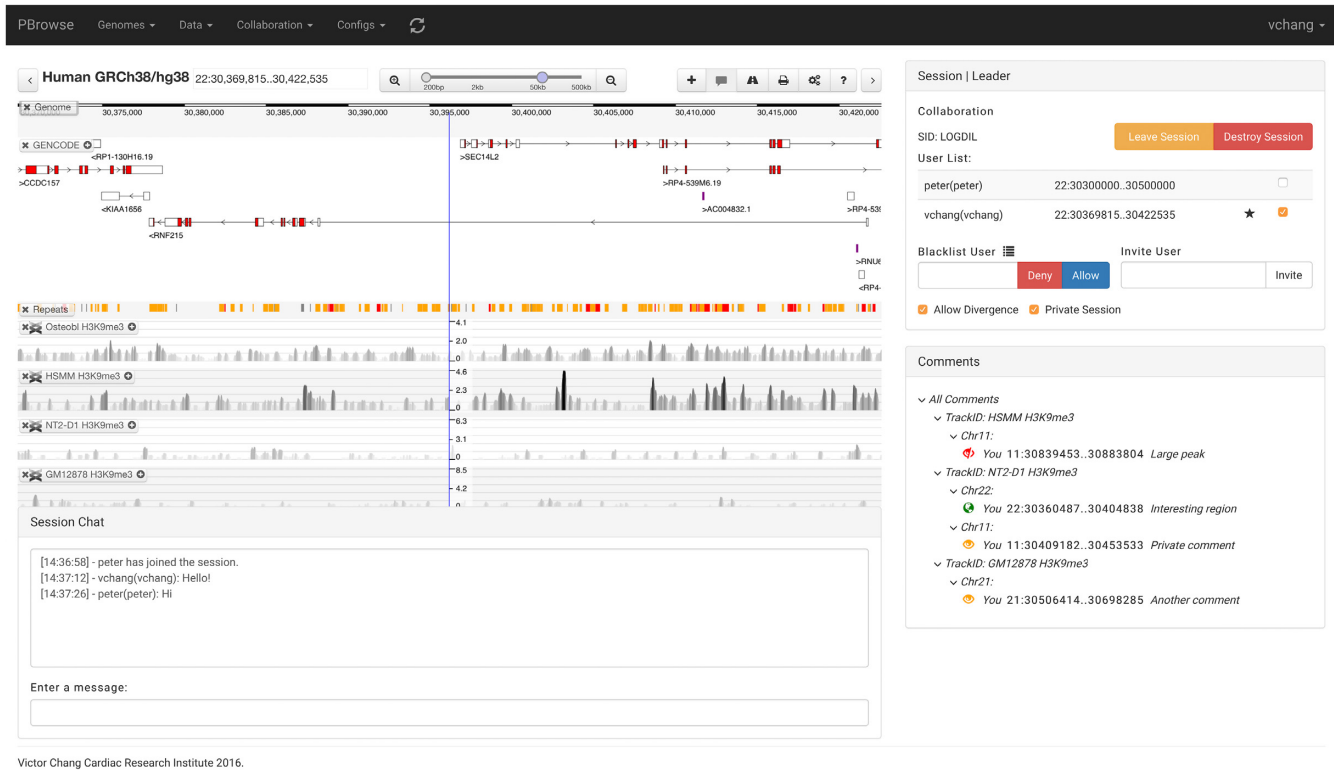 PBrowse Genomes Data Collaboration Configs vchang
Human GRCh38/hg38 22:30,369,815..30,422,535
200bp 2kb 50kb 500kb
Genome 30,375,000 30,380,000 30,385,000 30,390,000 30,395,000 30,400,000 30,405,000 30,410,000 30,415,000 30,420,000
GENCODE
<RP1-130H16.19 >SEC14L2
>CCDC157 >RP4-539M6.19
<KIAA1656 >AC004832.1 >RP4-539
<RNF215
>RNU6
<RP4-
Repeats
Osteobl H3K9me3 4.1
2.0
0
HSMM H3K9me3 4.6
2.3
0
NT2-D1 H3K9me3 6.3
3.1
0
GM12878 H3K9me3 8.5
4.2
0
Session Chat
[14:36:58] - peter has joined the session.
[14:37:12] - vchang(vchang): Hello!
[14:37:26] - peter(peter): Hi
Enter a message:
Session | Leader
Collaboration
SID: LOGDIL Leave Session Destroy Session
User List:
peter(peter) 22:30300000..30500000
vchang(vchang) 22:30369815..30422535
Blacklist User Invite User
Deny Allow Invite
Allow Divergence Private Session
Comments
All Comments
TrackID: HSMM H3K9me3
Chr11:
You 11:30839453..30883804 Large peak
TrackID: NT2-D1 H3K9me3
Chr22:
You 22:30360487..30404838 Interesting region
Chr11:
You 11:30409182..30453533 Private comment
TrackID: GM12878 H3K9me3
Chr21:
You 21:30506414..30698285 Another comment
Victor Chang Cardiac Research Institute 2016.